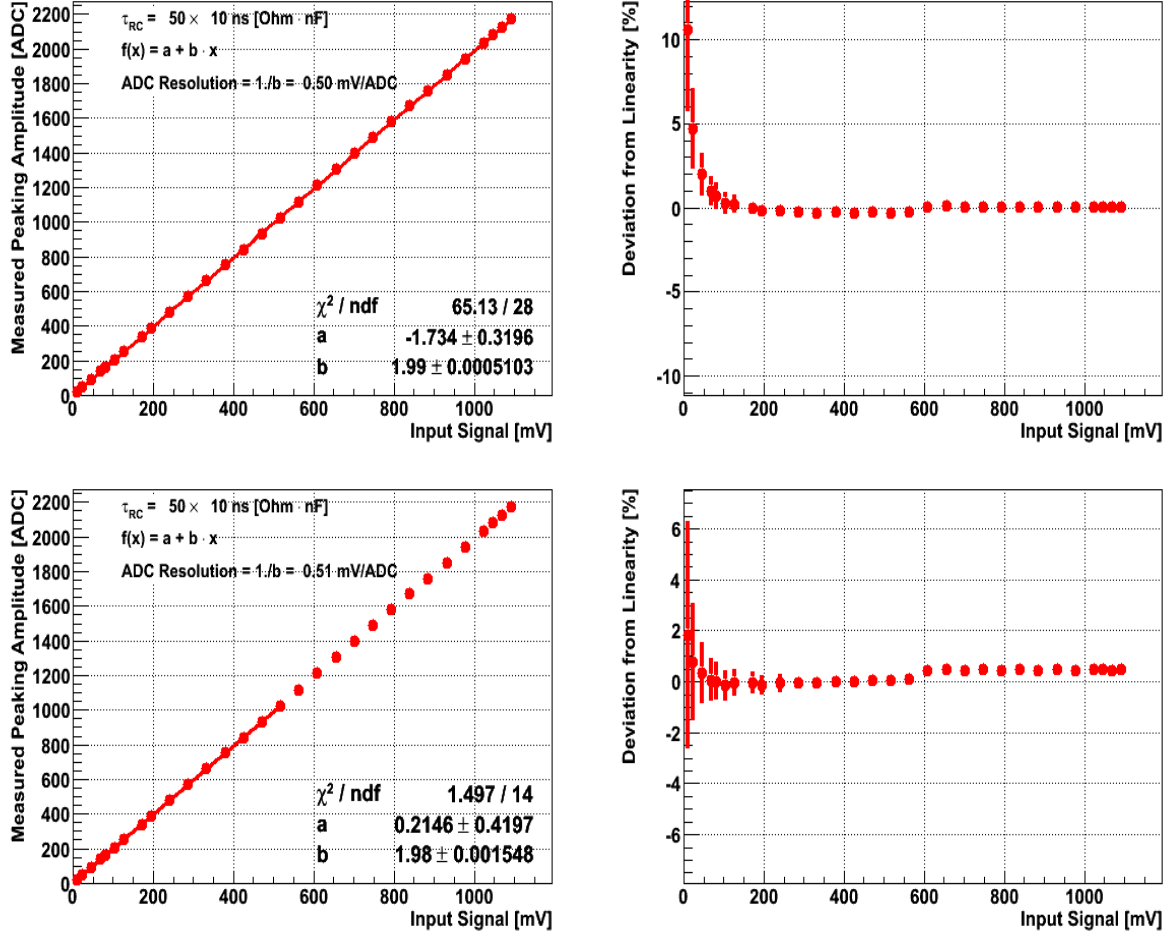 Measured Peaking Amplitude [ADC]
2200
2000
1800
1600
1400
1200
1000
800
600
400
200
0
τRC = 50 × 10 ns [Ohm · nF]
f(x) = a + b · x
ADC Resolution = 1./b = 0.50 mV/ADC
χ² / ndf 65.13 / 28
a -1.734 ± 0.3196
b 1.99 ± 0.0005103
0 200 400 600 800 1000
Input Signal [mV]
Deviation from Linearity [%]
10
5
0
-5
-10
0 200 400 600 800 1000
Input Signal [mV]
Measured Peaking Amplitude [ADC]
2200
2000
1800
1600
1400
1200
1000
800
600
400
200
0
τRC = 50 × 10 ns [Ohm · nF]
f(x) = a + b · x
ADC Resolution = 1./b = 0.51 mV/ADC
χ² / ndf 1.497 / 14
a 0.2146 ± 0.4197
b 1.98 ± 0.001548
0 200 400 600 800 1000
Input Signal [mV]
Deviation from Linearity [%]
6
4
2
0
-2
-4
-6
0 200 400 600 800 1000
Input Signal [mV]